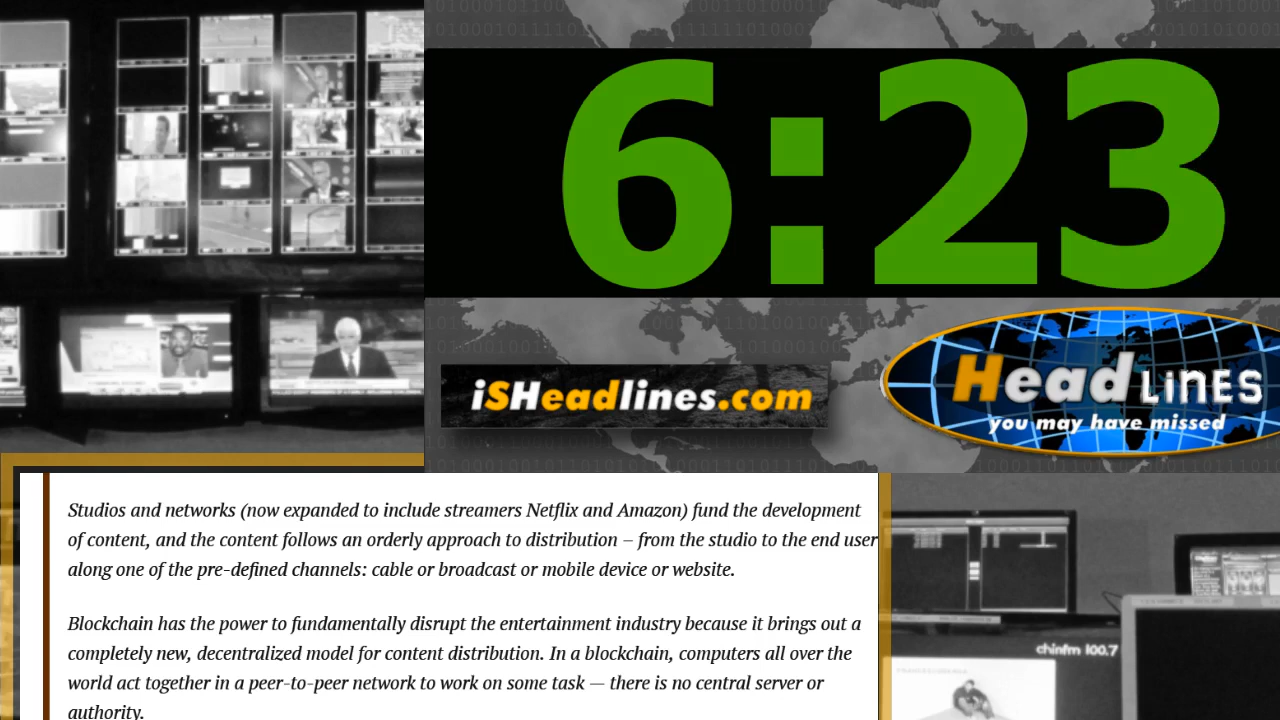 6:23
iSHeadlines.com
HeadLINES
you may have missed
Studios and networks (now expanded to include streamers Netflix and Amazon) fund the development
of content, and the content follows an orderly approach to distribution – from the studio to the end user
along one of the pre-defined channels: cable or broadcast or mobile device or website.
Blockchain has the power to fundamentally disrupt the entertainment industry because it brings out a
completely new, decentralized model for content distribution. In a blockchain, computers all over the
world act together in a peer-to-peer network to work on some task — there is no central server or
authority.
chinfm 100.7